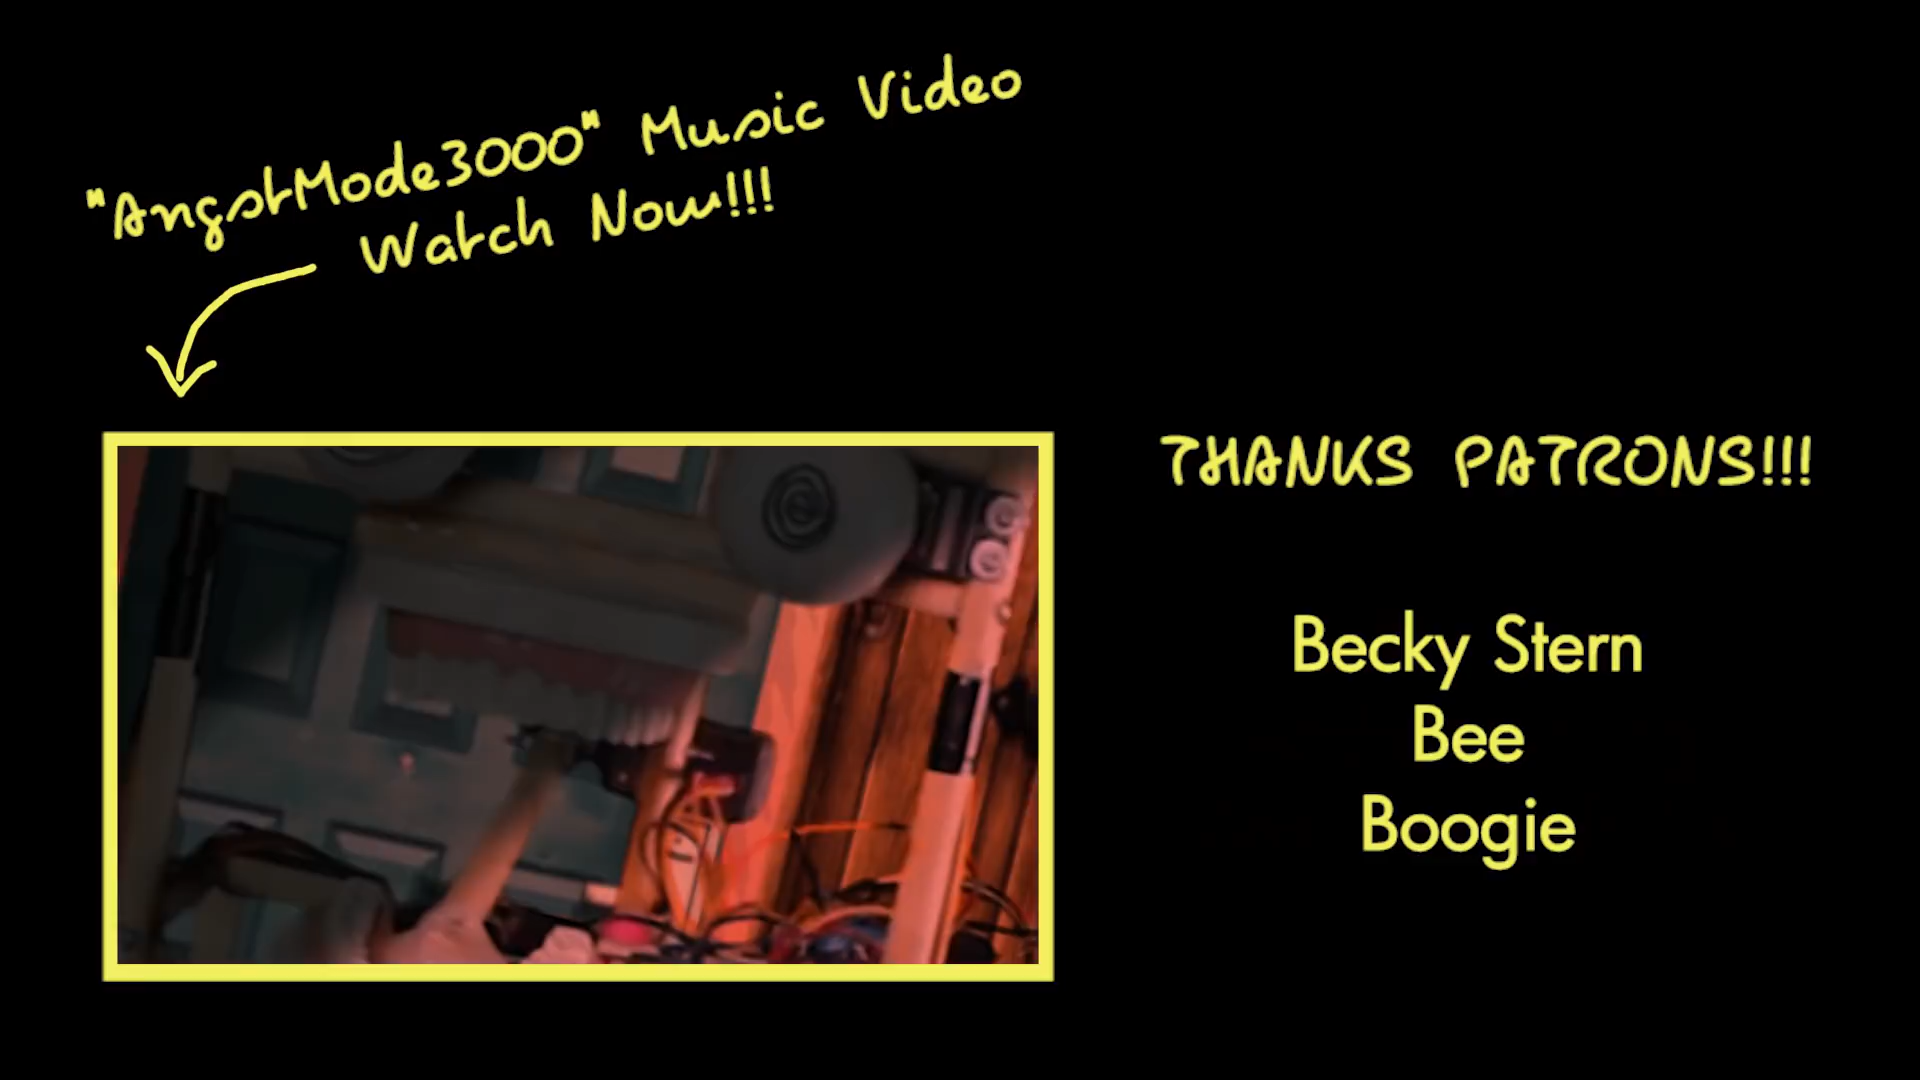 "AngstMode3000" Music Video
Watch Now!!!
THANKS PATRONS!!!
Becky Stern
Bee
Boogie